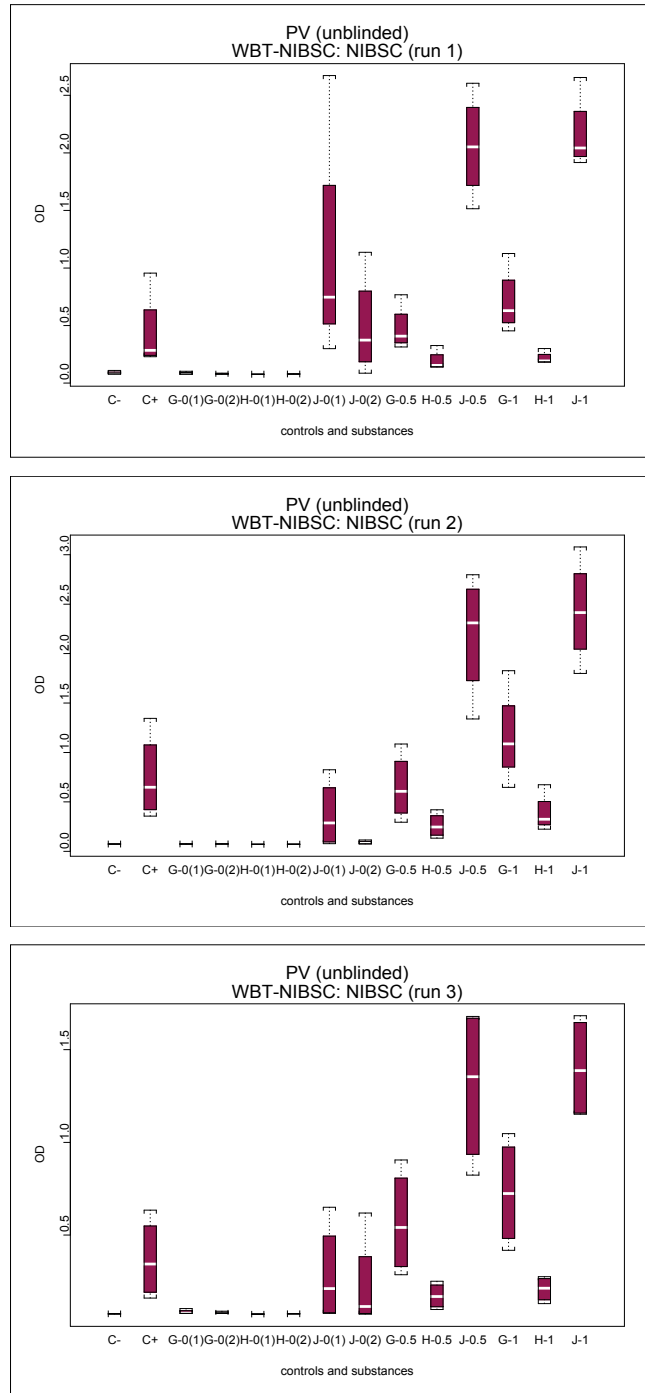 PV (unblinded)
WBT-NIBSC: NIBSC (run 1)
OD
2.5
2.0
1.5
1.0
0.5
0.0
C- C+ G-0(1) G-0(2) H-0(1) H-0(2) J-0(1) J-0(2) G-0.5 H-0.5 J-0.5 G-1 H-1 J-1
controls and substances
PV (unblinded)
WBT-NIBSC: NIBSC (run 2)
OD
3.0
2.5
2.0
1.5
1.0
0.5
0.0
C- C+ G-0(1) G-0(2) H-0(1) H-0(2) J-0(1) J-0(2) G-0.5 H-0.5 J-0.5 G-1 H-1 J-1
controls and substances
PV (unblinded)
WBT-NIBSC: NIBSC (run 3)
OD
1.5
1.0
0.5
C- C+ G-0(1) G-0(2) H-0(1) H-0(2) J-0(1) J-0(2) G-0.5 H-0.5 J-0.5 G-1 H-1 J-1
controls and substances